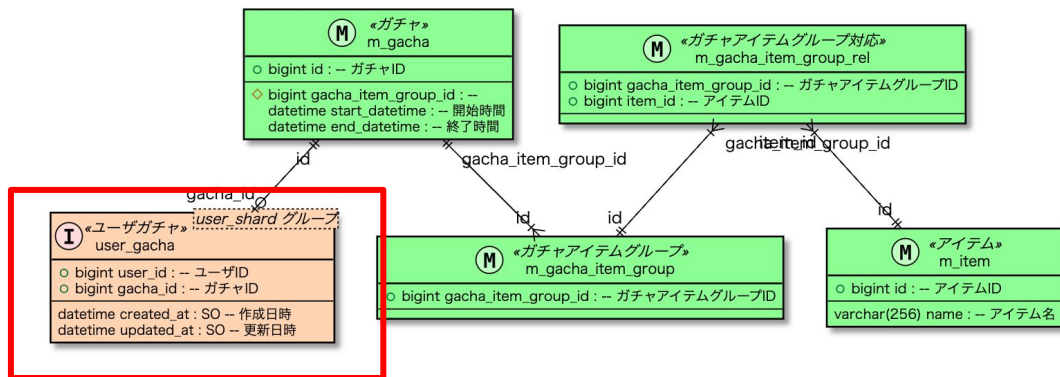 M
«ガチャ»
m_gacha
bigint id : -- ガチャID
bigint gacha_item_group_id : --
datetime start_datetime : -- 開始時間
datetime end_datetime : -- 終了時間
M
«ガチャアイテムグループ対応»
m_gacha_item_group_rel
bigint gacha_item_group_id : -- ガチャアイテムグループID
bigint item_id : -- アイテムID
id
gacha_id
gacha_item_group_id
id
gacha_item_group_id
id
item_id
id
user_shard グループ
I
«ユーザガチャ»
user_gacha
bigint user_id : -- ユーザID
bigint gacha_id : -- ガチャID
datetime created_at : SO -- 作成日時
datetime updated_at : SO -- 更新日時
M
«ガチャアイテムグループ»
m_gacha_item_group
bigint gacha_item_group_id : -- ガチャアイテムグループID
M
«アイテム»
m_item
bigint id : -- アイテムID
varchar(256) name : -- アイテム名